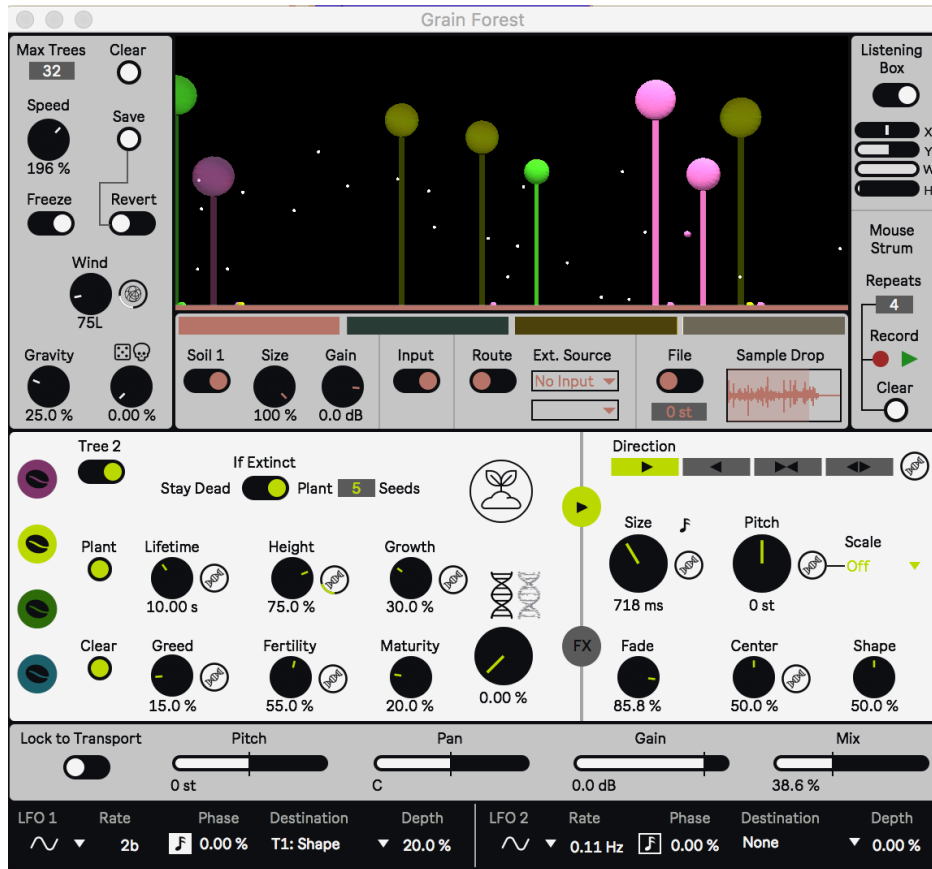 Grain Forest
Max Trees
32
Clear
Speed
196 %
Save
Freeze
Revert
Wind
75L
Gravity
25.0 %
0.00 %
Soil 1
Size
100 %
Gain
0.0 dB
Input
Route
Ext. Source
No Input
File
0 st
Sample Drop
Listening
Box
X
Y
W
H
Mouse
Strum
Repeats
4
Record
Clear
Tree 2
If Extinct
Stay Dead
Plant
5
Seeds
Plant
Lifetime
10.00 s
Height
75.0 %
Growth
30.0 %
Clear
Greed
15.0 %
Fertility
55.0 %
Maturity
20.0 %
0.00 %
FX
Direction
Size
718 ms
Pitch
0 st
Scale
Off
Fade
85.8 %
Center
50.0 %
Shape
50.0 %
Lock to Transport
Pitch
0 st
Pan
C
Gain
0.0 dB
Mix
38.6 %
LFO 1
Rate
2b
Phase
0.00 %
Destination
T1: Shape
Depth
20.0 %
LFO 2
Rate
0.11 Hz
Phase
0.00 %
Destination
None
Depth
0.00 %